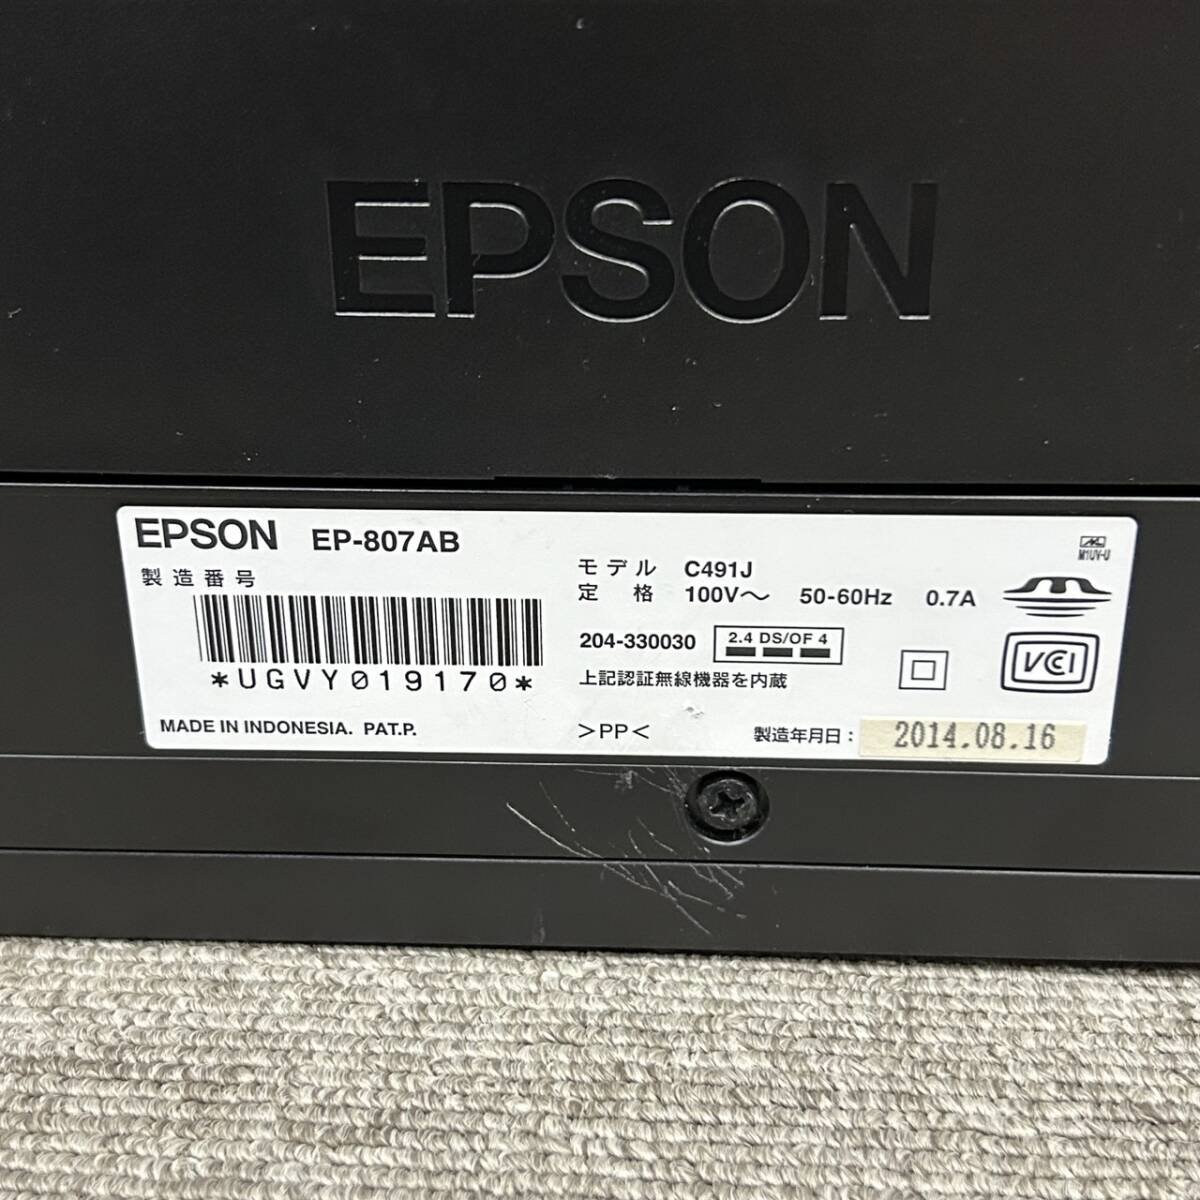 EPSON
EPSON EP-807AB
製造番号
*UGVY019170*
MADE IN INDONESIA. PAT.P.
モデル C491J
定 格 100V～ 50-60Hz 0.7A
204-330030 2.4 DS/OF 4
上記認証無線機器を内蔵
>PP<
製造年月日: 2014.08.16
M1UV-U
VCCI